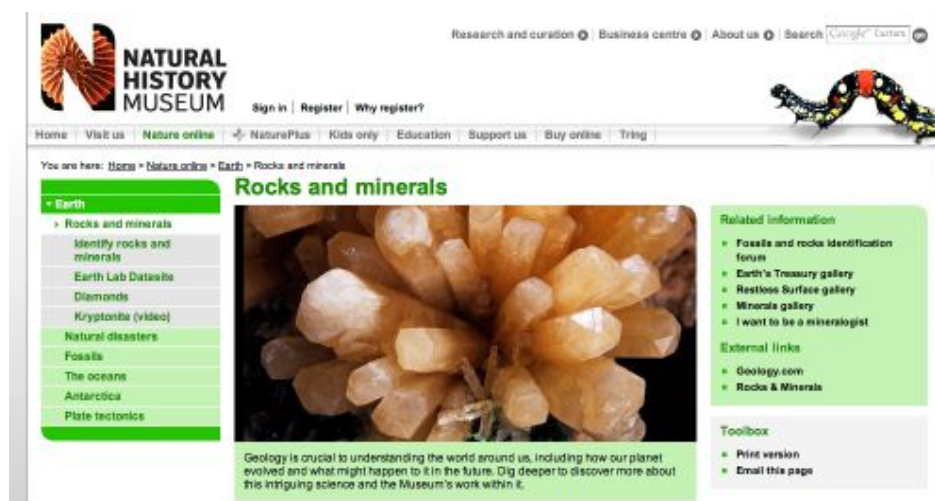 Research and curation
Business centre
About us
Search
NATURAL
HISTORY
MUSEUM
Sign in | Register | Why register?
Home
Visit us
Nature online
NaturePlus
Kids only
Education
Support us
Buy online
Tring
You are here: Home > Nature online > Earth > Rocks and minerals
Earth
Rocks and minerals
Identify rocks and
minerals
Earth Lab Datasite
Diamonds
Kryptonite (video)
Natural disasters
Fossils
The oceans
Antarctica
Plate tectonics
Rocks and minerals
Geology is crucial to understanding the world around us, including how our planet
evolved and what might happen to it in the future. Dig deeper to discover more about
this intriguing science and the Museum's work within it.
Related information
Fossils and rocks identification
forum
Earth's Treasury gallery
Restless Surface gallery
Minerals gallery
I want to be a mineralogist
External links
Geology.com
Rocks & Minerals
Toolbox
Print version
Email this page